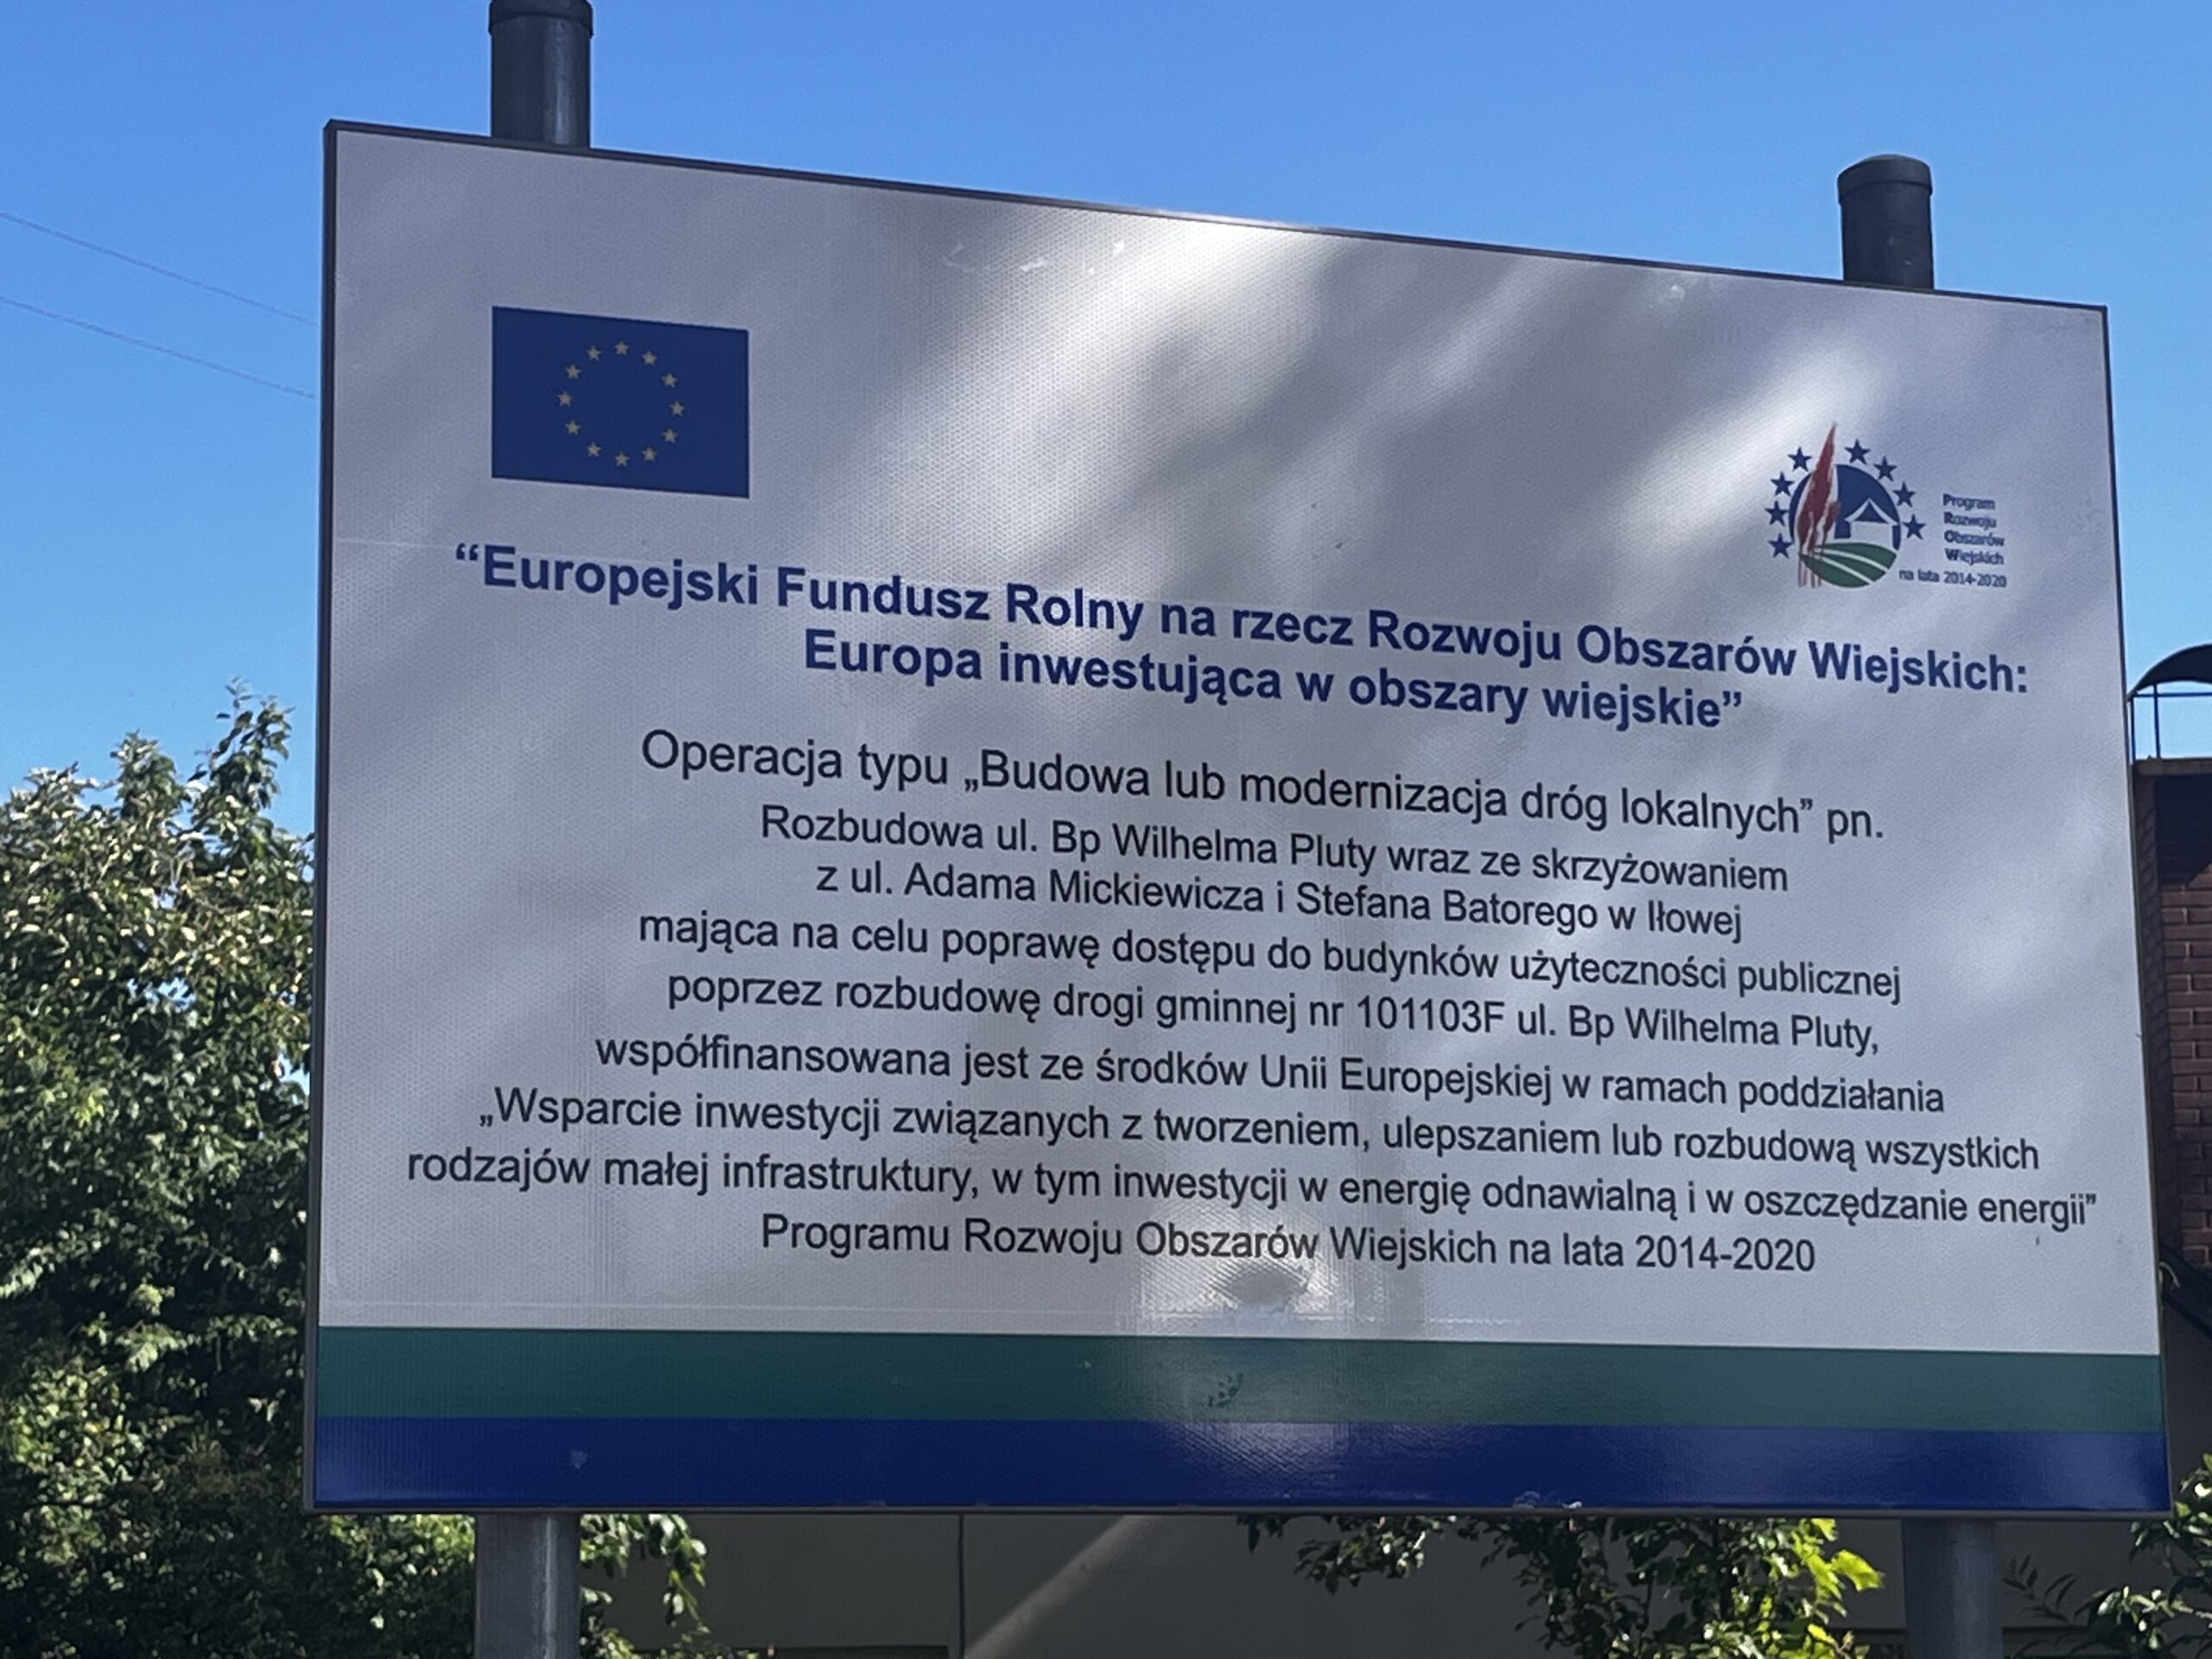 Program
Rozwoju
Obszarów
Wiejskich
na lata 2014-2020
“Europejski Fundusz Rolny na rzecz Rozwoju Obszarów Wiejskich:
Europa inwestująca w obszary wiejskie”
Operacja typu „Budowa lub modernizacja dróg lokalnych” pn.
Rozbudowa ul. Bp Wilhelma Pluty wraz ze skrzyżowaniem
z ul. Adama Mickiewicza i Stefana Batorego w Iłowej
mająca na celu poprawę dostępu do budynków użyteczności publicznej
poprzez rozbudowę drogi gminnej nr 101103F ul. Bp Wilhelma Pluty,
współfinansowana jest ze środków Unii Europejskiej w ramach poddziałania
„Wsparcie inwestycji związanych z tworzeniem, ulepszaniem lub rozbudową wszystkich
rodzajów małej infrastruktury, w tym inwestycji w energię odnawialną i w oszczędzanie energii”
Programu Rozwoju Obszarów Wiejskich na lata 2014-2020